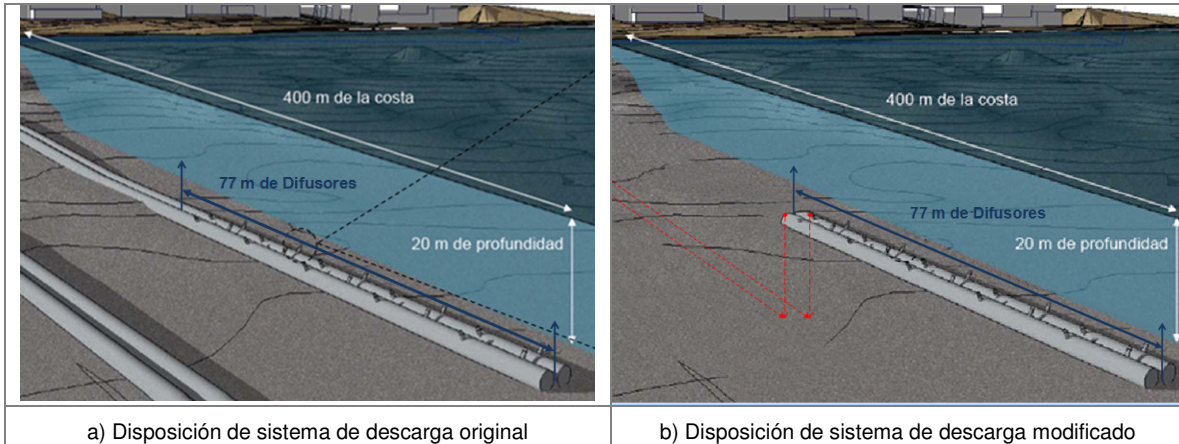 400 m de la costa
77 m de Difusores
20 m de profundidad
a) Disposición de sistema de descarga original
400 m de la costa
77 m de Difusores
20 m de profundidad
b) Disposición de sistema de descarga modificado